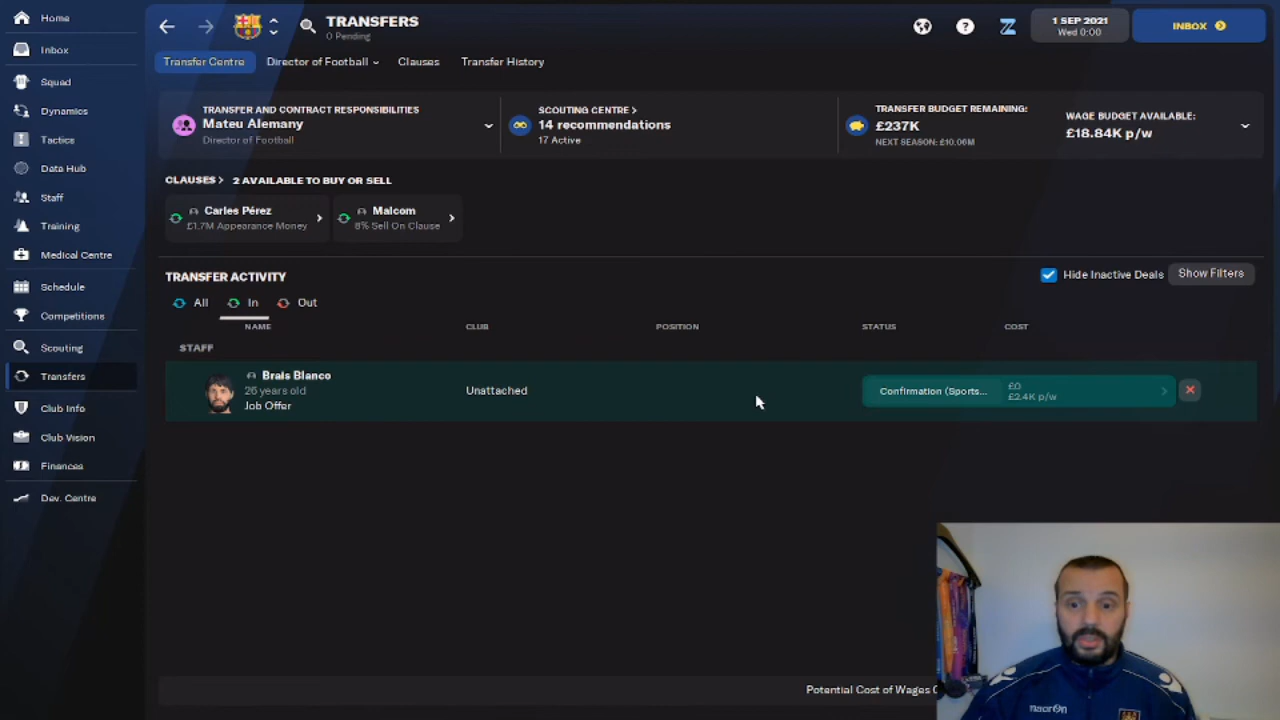 Home
Inbox
Squad
Dynamics
Tactics
Data Hub
Staff
Training
Medical Centre
Schedule
Competitions
Scouting
Transfers
Club Info
Club Vision
Finances
Dev. Centre
TRANSFERS
0 Pending
1 SEP 2021
Wed 0:00
INBOX
Transfer Centre
Director of Football
Clauses
Transfer History
TRANSFER AND CONTRACT RESPONSIBILITIES
Mateu Alemany
Director of Football
SCOUTING CENTRE >
14 recommendations
17 Active
TRANSFER BUDGET REMAINING:
£237K
NEXT SEASON: £10.06M
WAGE BUDGET AVAILABLE:
£18.84K p/w
CLAUSES > 2 AVAILABLE TO BUY OR SELL
Carles Pérez
£1.7M Appearance Money
Malcom
8% Sell On Clause
TRANSFER ACTIVITY
Hide Inactive Deals
Show Filters
All
In
Out
NAME
CLUB
POSITION
STATUS
COST
STAFF
Brais Blanco
26 years old
Job Offer
Unattached
Confirmation (Sports...
£0
£2.4K p/w
Potential Cost of Wages
macron